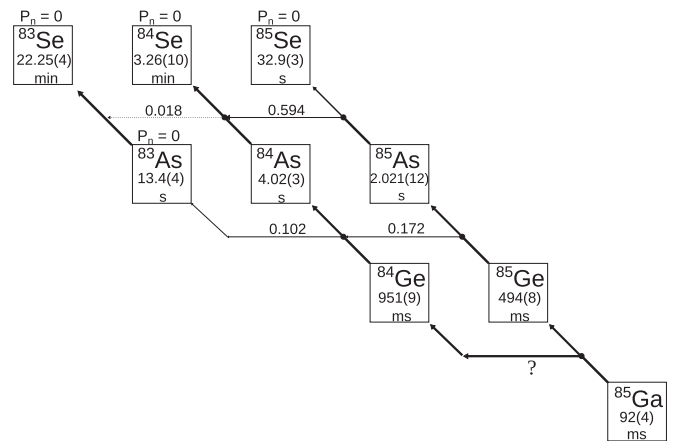 Pn = 0
Pn = 0
Pn = 0
83Se
22.25(4)
min
84Se
3.26(10)
min
85Se
32.9(3)
s
0.018
0.594
Pn = 0
83As
13.4(4)
s
84As
4.02(3)
s
85As
2.021(12)
s
0.102
0.172
84Ge
951(9)
ms
85Ge
494(8)
ms
?
85Ga
92(4)
ms